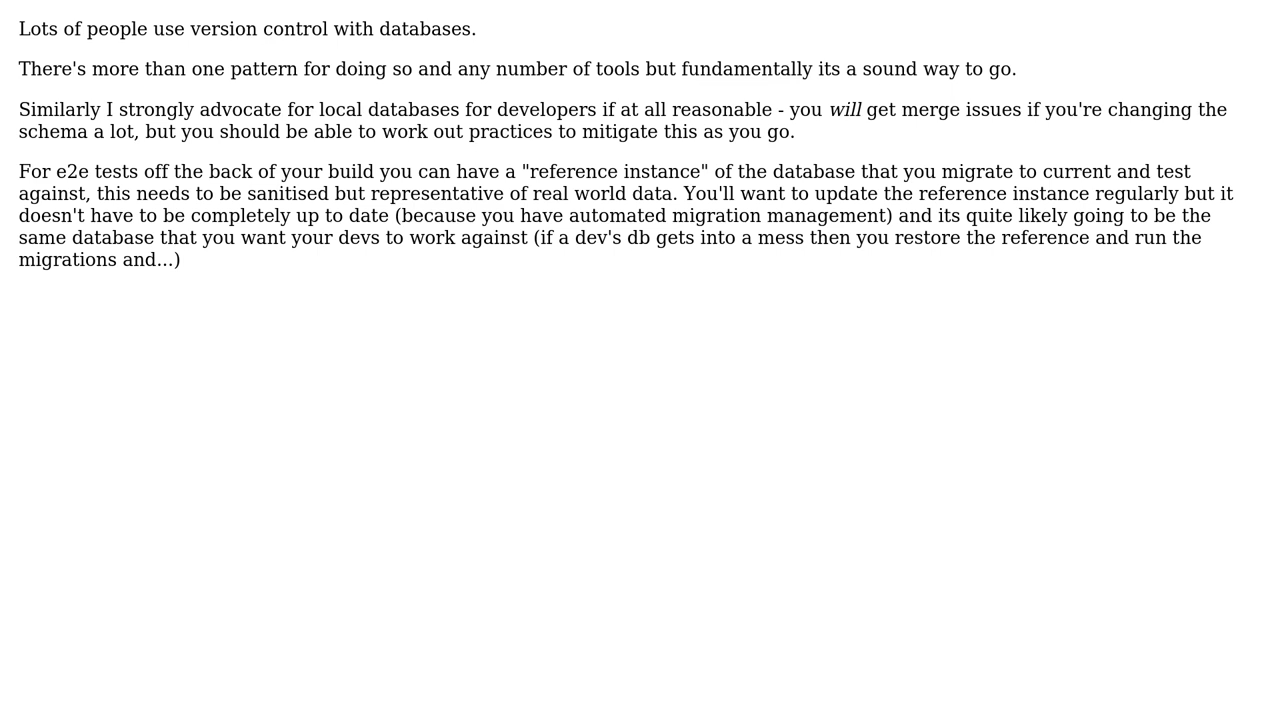 Lots of people use version control with databases.
There's more than one pattern for doing so and any number of tools but fundamentally its a sound way to go.
Similarly I strongly advocate for local databases for developers if at all reasonable - you will get merge issues if you're changing the
schema a lot, but you should be able to work out practices to mitigate this as you go.
For e2e tests off the back of your build you can have a "reference instance" of the database that you migrate to current and test
against, this needs to be sanitised but representative of real world data. You'll want to update the reference instance regularly but it
doesn't have to be completely up to date (because you have automated migration management) and its quite likely going to be the
same database that you want your devs to work against (if a dev's db gets into a mess then you restore the reference and run the
migrations and...)